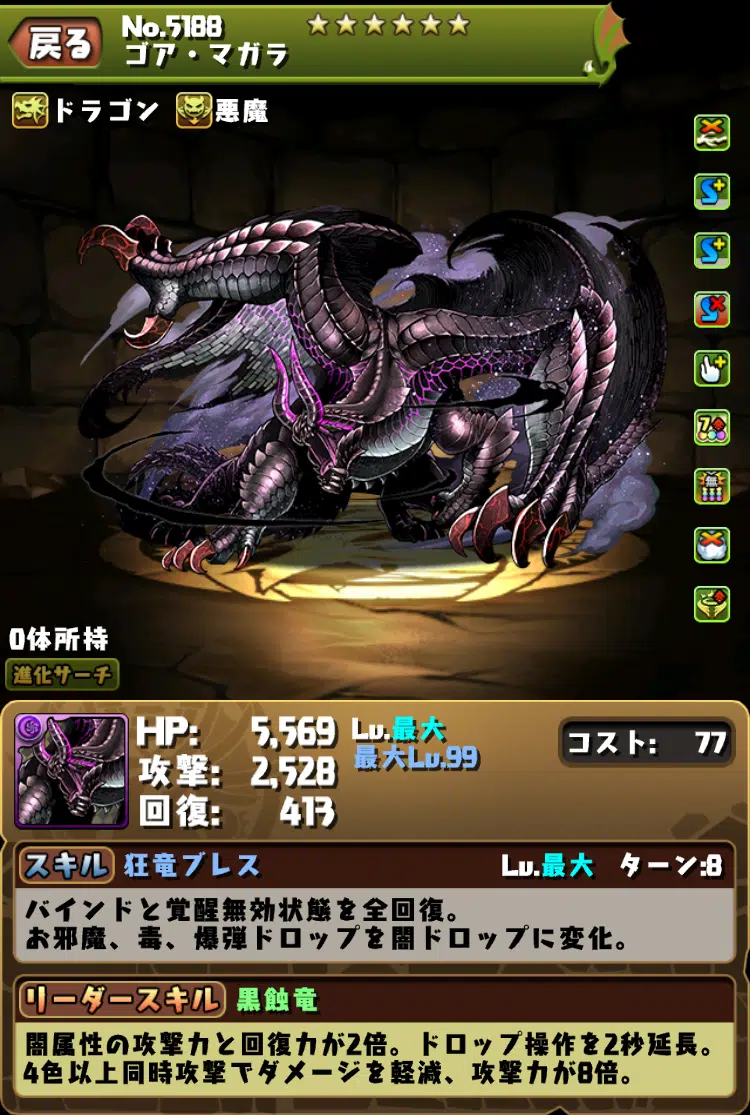 戻る
No.5188
ゴア・マガラ
ドラゴン 悪魔
7
無
0体所持
進化サーチ
HP: 5,569 Lv.最大
最大Lv.99
コスト: 77
攻撃: 2,528
回復: 413
スキル 狂竜ブレス Lv.最大 ターン:8
バインドと覚醒無効状態を全回復。
お邪魔、毒、爆弾ドロップを闇ドロップに変化。
リーダースキル 黒蝕竜
闇属性の攻撃力と回復力が2倍。ドロップ操作を2秒延長。
4色以上同時攻撃でダメージを軽減、攻撃力が8倍。